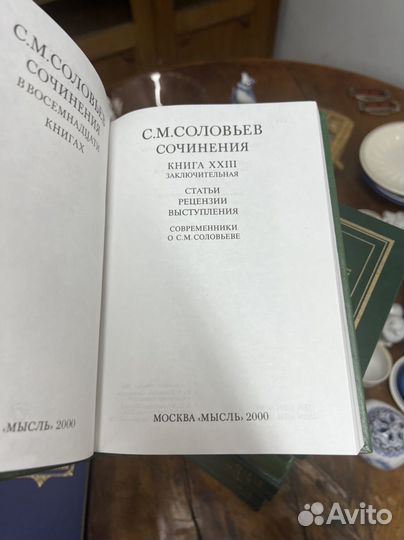 С.М.СОЛОВЬЕВ
СОЧИНЕНИЯ
В ВОСЕМНАДЦАТИ
КНИГАХ
«МЫСЛЬ» 2000
С.М.СОЛОВЬЕВ
СОЧИНЕНИЯ
КНИГА XXIII
ЗАКЛЮЧИТЕЛЬНАЯ
СТАТЬИ
РЕЦЕНЗИИ
ВЫСТУПЛЕНИЯ
СОВРЕМЕННИКИ
О С.М.СОЛОВЬЕВЕ
МОСКВА «МЫСЛЬ» 2000
Avito